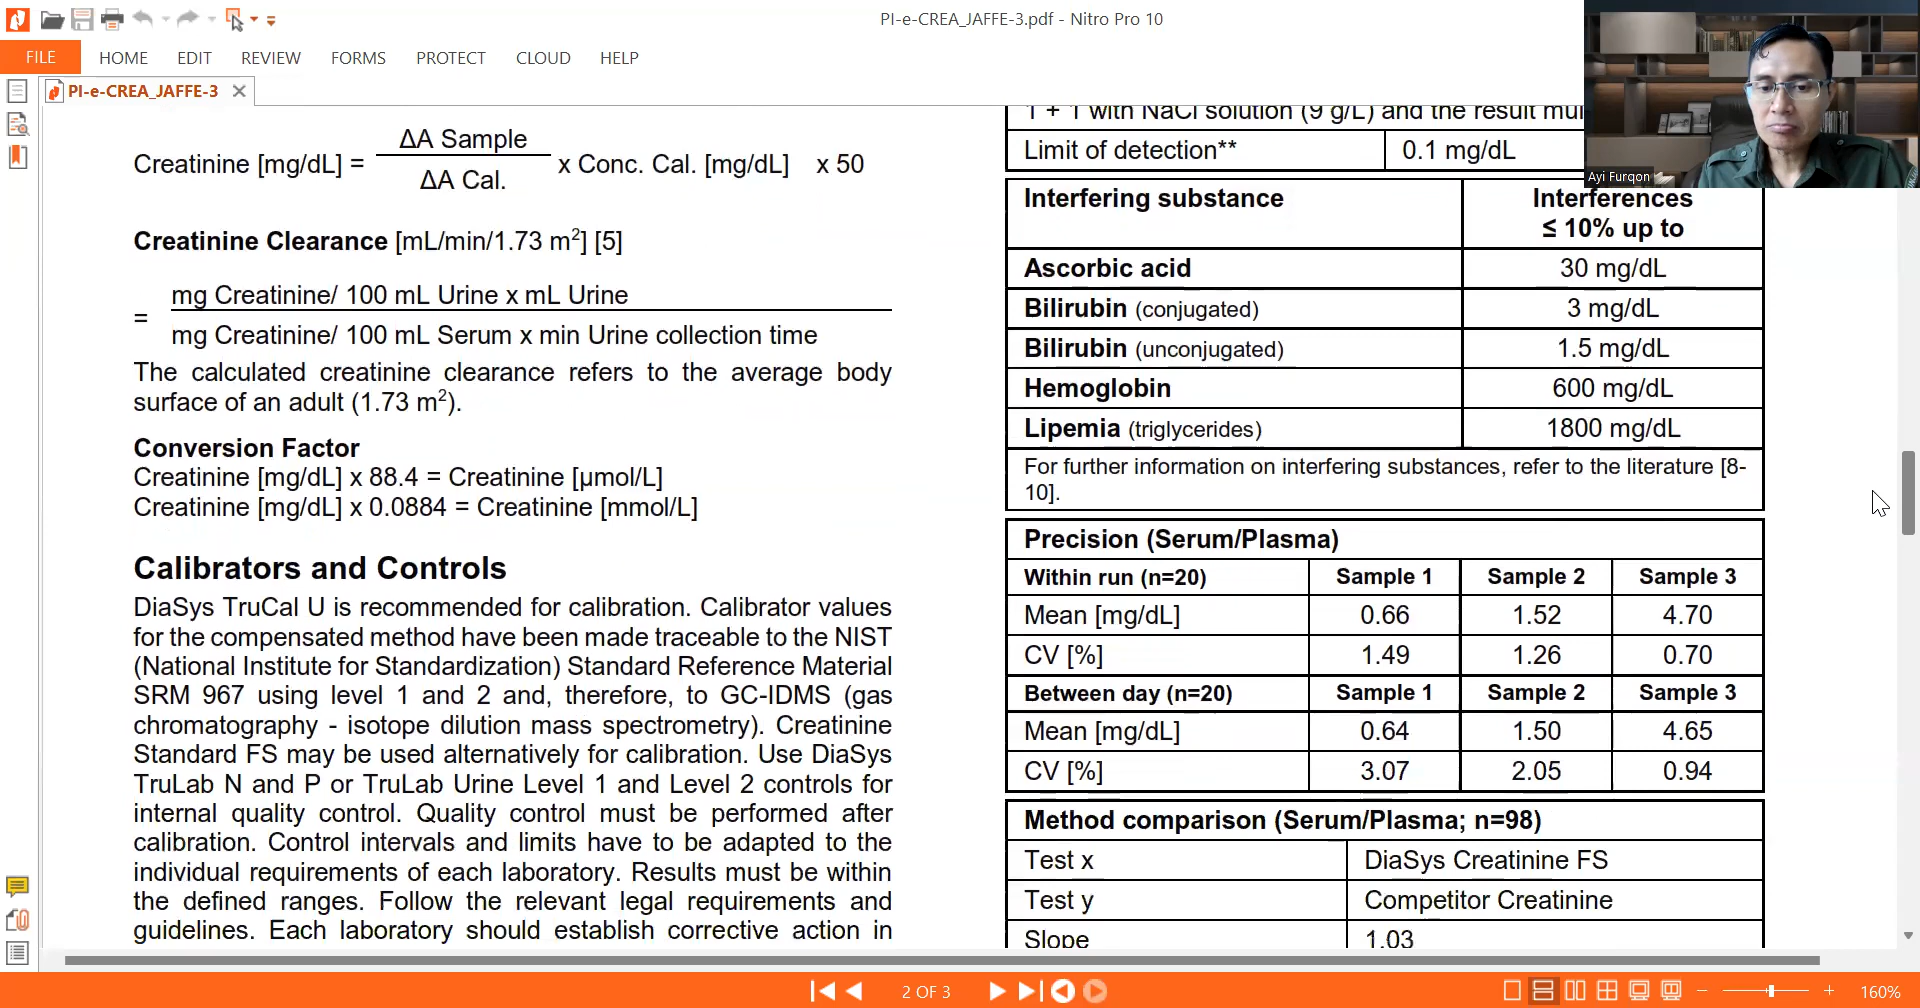 PI-e-CREA_JAFFE-3.pdf - Nitro Pro 10
FILE HOME EDIT REVIEW FORMS PROTECT CLOUD HELP
PI-e-CREA_JAFFE-3
Creatinine [mg/dL] = ΔA Sample / ΔA Cal. x Conc. Cal. [mg/dL] x 50
Creatinine Clearance [mL/min/1.73 m²] [5]
= mg Creatinine/ 100 mL Urine x mL Urine
mg Creatinine/ 100 mL Serum x min Urine collection time
The calculated creatinine clearance refers to the average body
surface of an adult (1.73 m²).
Conversion Factor
Creatinine [mg/dL] x 88.4 = Creatinine [µmol/L]
Creatinine [mg/dL] x 0.0884 = Creatinine [mmol/L]
Calibrators and Controls
DiaSys TruCal U is recommended for calibration. Calibrator values
for the compensated method have been made traceable to the NIST
(National Institute for Standardization) Standard Reference Material
SRM 967 using level 1 and 2 and, therefore, to GC-IDMS (gas
chromatography - isotope dilution mass spectrometry). Creatinine
Standard FS may be used alternatively for calibration. Use DiaSys
TruLab N and P or TruLab Urine Level 1 and Level 2 controls for
internal quality control. Quality control must be performed after
calibration. Control intervals and limits have to be adapted to the
individual requirements of each laboratory. Results must be within
the defined ranges. Follow the relevant legal requirements and
guidelines. Each laboratory should establish corrective action in
1 + 1 with NaCl solution (9 g/L) and the result mul
Limit of detection** 0.1 mg/dL
Interfering substance Interferences
≤ 10% up to
Ascorbic acid 30 mg/dL
Bilirubin (conjugated) 3 mg/dL
Bilirubin (unconjugated) 1.5 mg/dL
Hemoglobin 600 mg/dL
Lipemia (triglycerides) 1800 mg/dL
For further information on interfering substances, refer to the literature [8-
10].
Precision (Serum/Plasma)
Within run (n=20) Sample 1 Sample 2 Sample 3
Mean [mg/dL] 0.66 1.52 4.70
CV [%] 1.49 1.26 0.70
Between day (n=20) Sample 1 Sample 2 Sample 3
Mean [mg/dL] 0.64 1.50 4.65
CV [%] 3.07 2.05 0.94
Method comparison (Serum/Plasma; n=98)
Test x DiaSys Creatinine FS
Test y Competitor Creatinine
Slope 1.03
Ayi Furqon
2 OF 3
160%